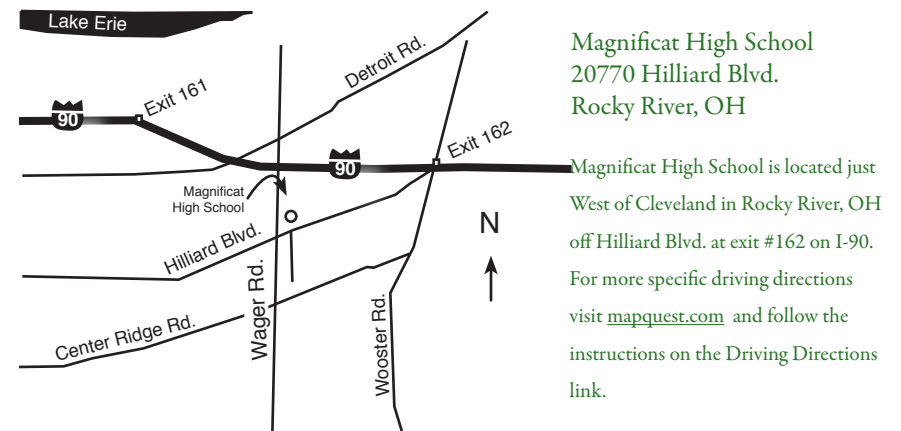 Lake Erie
Detroit Rd.
Exit 161
90
Exit 162
90
Magnificat
High School
N
Hilliard Blvd.
Wager Rd.
Center Ridge Rd.
Wooster Rd.
Magnificat High School
20770 Hilliard Blvd.
Rocky River, OH
Magnificat High School is located just
West of Cleveland in Rocky River, OH
off Hilliard Blvd. at exit #162 on I-90.
For more specific driving directions
visit mapquest.com and follow the
instructions on the Driving Directions
link.